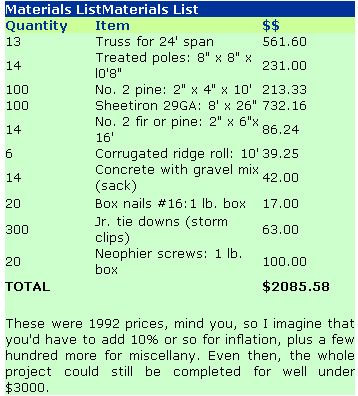 Materials ListMaterials List
Quantity Item $$
13 Truss for 24' span 561.60
14 Treated poles: 8" x 8" x l0'8" 231.00
100 No. 2 pine: 2" x 4" x 10' 213.33
100 Sheetiron 29GA: 8' x 26" 732.16
14 No. 2 fir or pine: 2" x 6"x 16' 86.24
6 Corrugated ridge roll: 10' 39.25
14 Concrete with gravel mix (sack) 42.00
20 Box nails #16:1 lb. box 17.00
300 Jr. tie downs (storm clips) 63.00
20 Neophier screws: 1 lb. box 100.00
TOTAL $2085.58
These were 1992 prices, mind you, so I imagine that
you'd have to add 10% or so for inflation, plus a few
hundred more for miscellany. Even then, the whole
project could still be completed for well under
$3000.